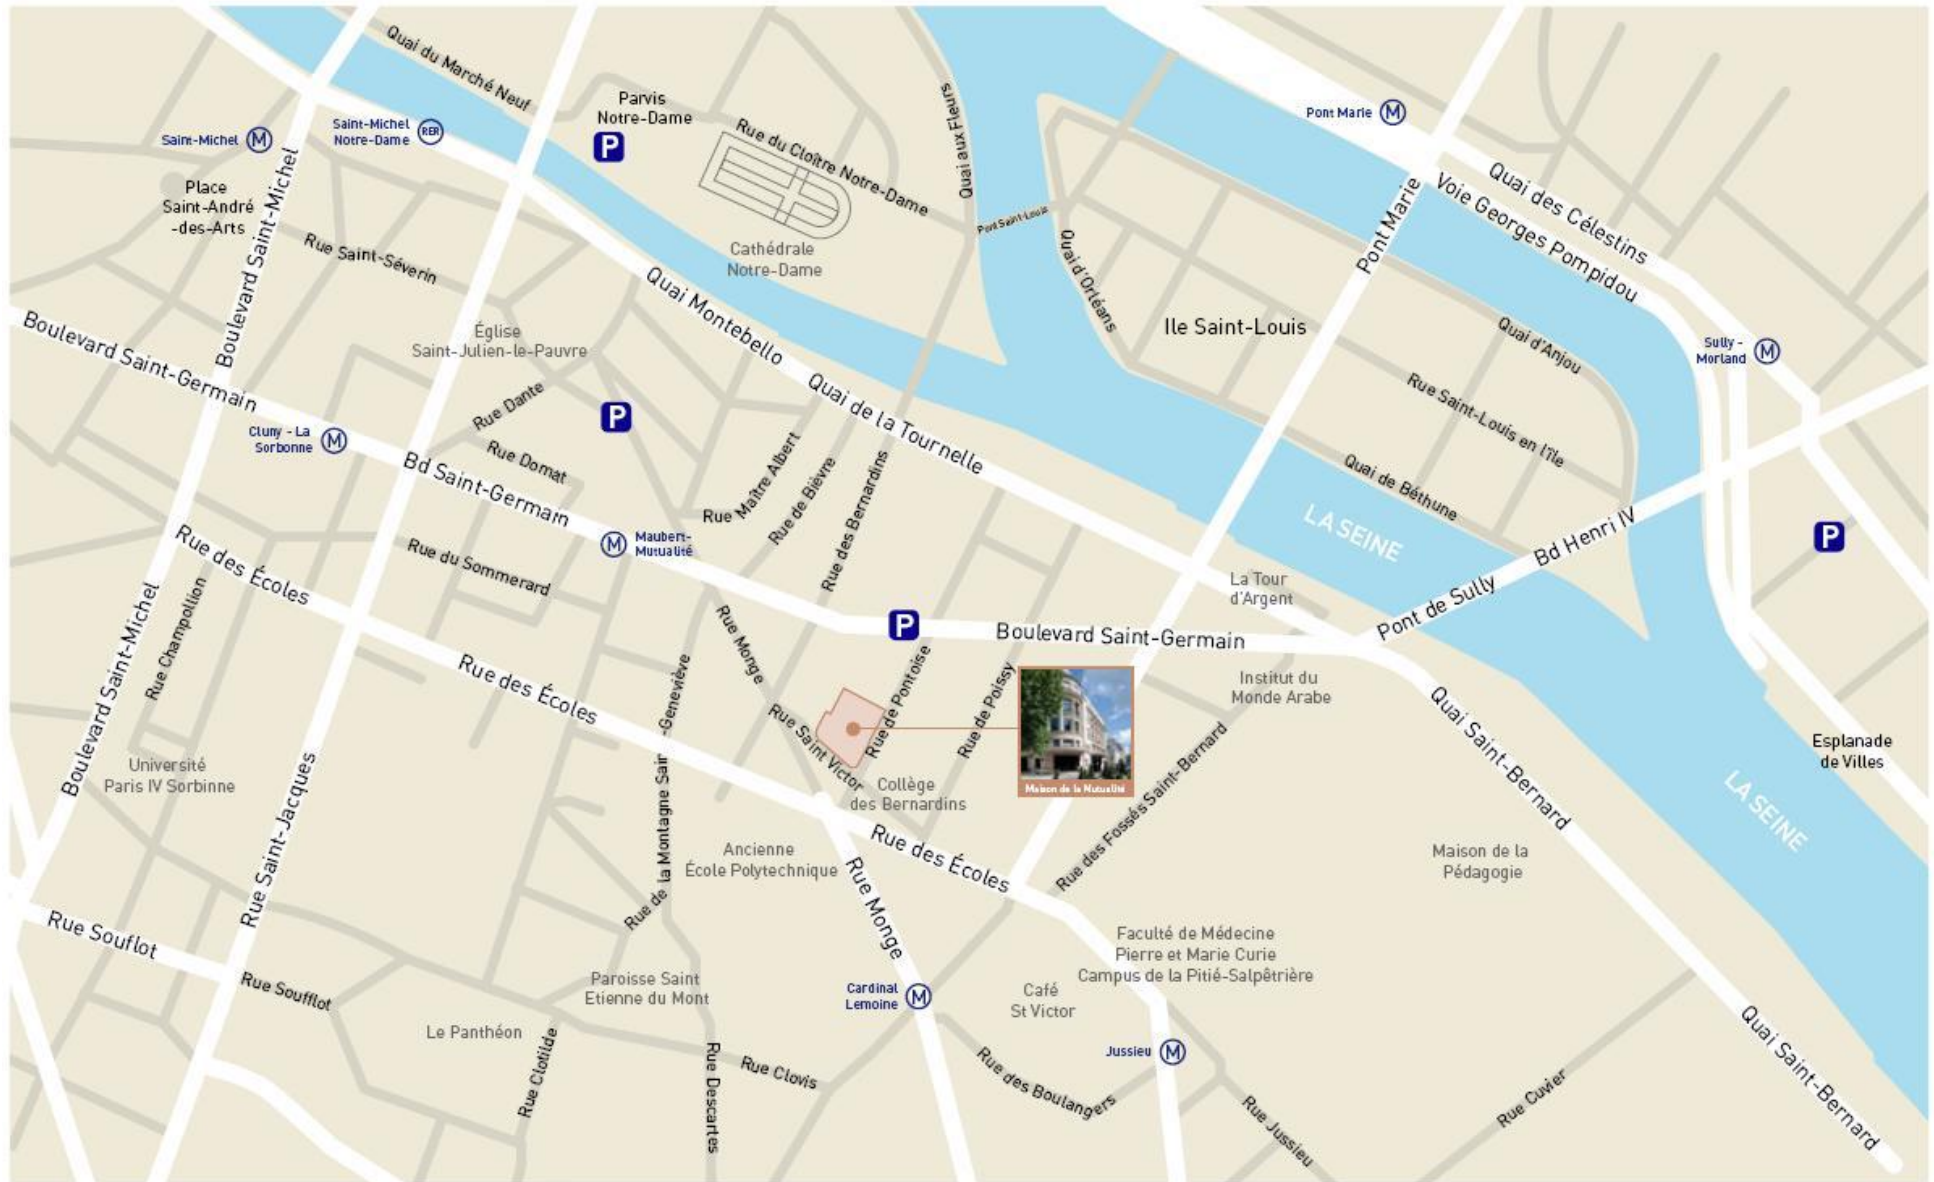 Quai du Marché Neuf
Parvis
Notre-Dame
P
Rue du Cloître Notre-Dame
Quai aux Fleurs
Pont Marie
M
Saint-Michel
M
Saint-Michel
Notre-Dame
RER
Place
Saint-André
-des-Arts
Boulevard Saint-Michel
Rue Saint-Séverin
Cathédrale
Notre-Dame
Pont Saint-Louis
Quai d'Orléans
Pont Marie
Quai des Célestins
Voie Georges Pompidou
Boulevard Saint-Germain
Église
Saint-Julien-le-Pauvre
Quai Montebello
Ile Saint-Louis
Quai d'Anjou
Sully -
Morland
M
Rue Dante
P
Quai de la Tournelle
Rue Saint-Louis en l'île
Cluny - La
Sorbonne
M
Bd Saint-Germain
Rue Domat
Rue Maître Albert
Rue de Bièvre
Rue des Bernardins
Quai de Béthune
LA SEINE
Bd Henri IV
P
Rue des Écoles
Rue du Sommerard
M
Maubert-
Mutualité
La Tour
d'Argent
Pont de Sully
Boulevard Saint-Michel
Rue Champollion
Rue Monge
P
Boulevard Saint-Germain
Rue des Écoles
Rue de la Montagne Sain -Geneviève
Rue Saint Victor
Rue de Pontoise
Rue de Poissy
Maison de la Nutualité
Institut du
Monde Arabe
Rue des Fossés Saint-Bernard
Quai Saint-Bernard
Esplanade
de Villes
LA SEINE
Université
Paris IV Sorbinne
Rue Saint-Jacques
Collège
des Bernardins
Ancienne
École Polytechnique
Rue des Écoles
Rue Monge
Maison de la
Pédagogie
Rue Souflot
Rue Soufflot
Paroisse Saint
Etienne du Mont
Cardinal
Lemoine
M
Faculté de Médecine
Pierre et Marie Curie
Campus de la Pitié-Salpêtrière
Café
St Victor
Le Panthéon
Rue Clotilde
Rue Descartes
Rue Clovis
Rue des Boulangers
Jussieu
M
Rue Jussieu
Rue Cuvier
Quai Saint-Bernard